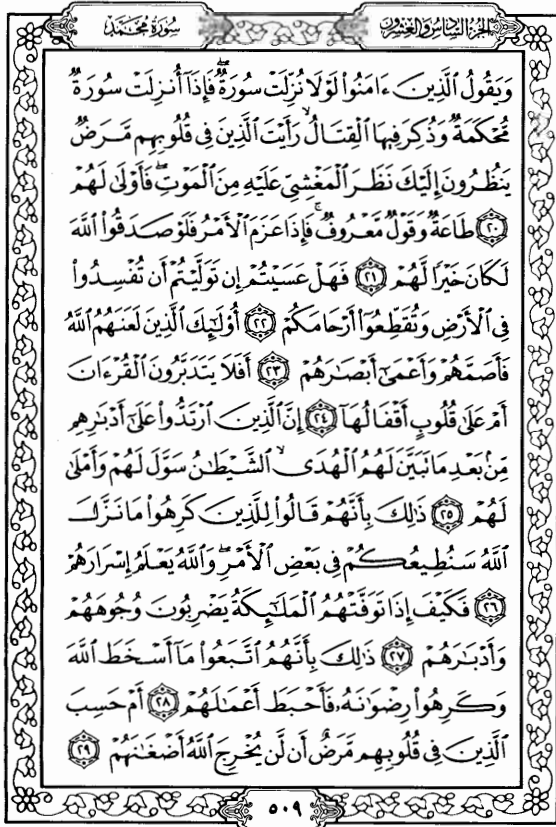 الجزء السادس والعشرون
سورة محمد
وَيَقُولُ ٱلَّذِينَ ءَامَنُوا۟ لَوْلَا نُزِّلَتْ سُورَةٌ ۖ فَإِذَآ أُنزِلَتْ سُورَةٌ
مُّحْكَمَةٌ وَذُكِرَ فِيهَا ٱلْقِتَالُ ۙ رَأَيْتَ ٱلَّذِينَ فِى قُلُوبِهِم مَّرَضٌ
يَنظُرُونَ إِلَيْكَ نَظَرَ ٱلْمَغْشِىِّ عَلَيْهِ مِنَ ٱلْمَوْتِ ۖ فَأَوْلَىٰ لَهُمْ
٢٠ طَاعَةٌ وَقَوْلٌ مَّعْرُوفٌ ۚ فَإِذَا عَزَمَ ٱلْأَمْرُ فَلَوْ صَدَقُوا۟ ٱللَّهَ
لَكَانَ خَيْرًا لَّهُمْ ٢١ فَهَلْ عَسَيْتُمْ إِن تَوَلَّيْتُمْ أَن تُفْسِدُوا۟
فِى ٱلْأَرْضِ وَتُقَطِّعُوٓا۟ أَرْحَامَكُمْ ٢٢ أُو۟لَـٰٓئِكَ ٱلَّذِينَ لَعَنَهُمُ ٱللَّهُ
فَأَصَمَّهُمْ وَأَعْمَىٰٓ أَبْصَـٰرَهُمْ ٢٣ أَفَلَا يَتَدَبَّرُونَ ٱلْقُرْءَانَ
أَمْ عَلَىٰ قُلُوبٍ أَقْفَالُهَآ ٢٤ إِنَّ ٱلَّذِينَ ٱرْتَدُّوا۟ عَلَىٰٓ أَدْبَـٰرِهِم
مِّنۢ بَعْدِ مَا تَبَيَّنَ لَهُمُ ٱلْهُدَى ۙ ٱلشَّيْطَـٰنُ سَوَّلَ لَهُمْ وَأَمْلَىٰ
لَهُمْ ٢٥ ذَٰلِكَ بِأَنَّهُمْ قَالُوا۟ لِلَّذِينَ كَرِهُوا۟ مَا نَزَّلَ
ٱللَّهُ سَنُطِيعُكُمْ فِى بَعْضِ ٱلْأَمْرِ ۖ وَٱللَّهُ يَعْلَمُ إِسْرَارَهُمْ
٢٦ فَكَيْفَ إِذَا تَوَفَّتْهُمُ ٱلْمَلَـٰٓئِكَةُ يَضْرِبُونَ وُجُوهَهُمْ
وَأَدْبَـٰرَهُمْ ٢٧ ذَٰلِكَ بِأَنَّهُمُ ٱتَّبَعُوا۟ مَآ أَسْخَطَ ٱللَّهَ
وَكَرِهُوا۟ رِضْوَٰنَهُۥ فَأَحْبَطَ أَعْمَـٰلَهُمْ ٢٨ أَمْ حَسِبَ
ٱلَّذِينَ فِى قُلُوبِهِم مَّرَضٌ أَن لَّن يُخْرِجَ ٱللَّهُ أَضْغَـٰنَهُمْ ٢٩
٥٠٩